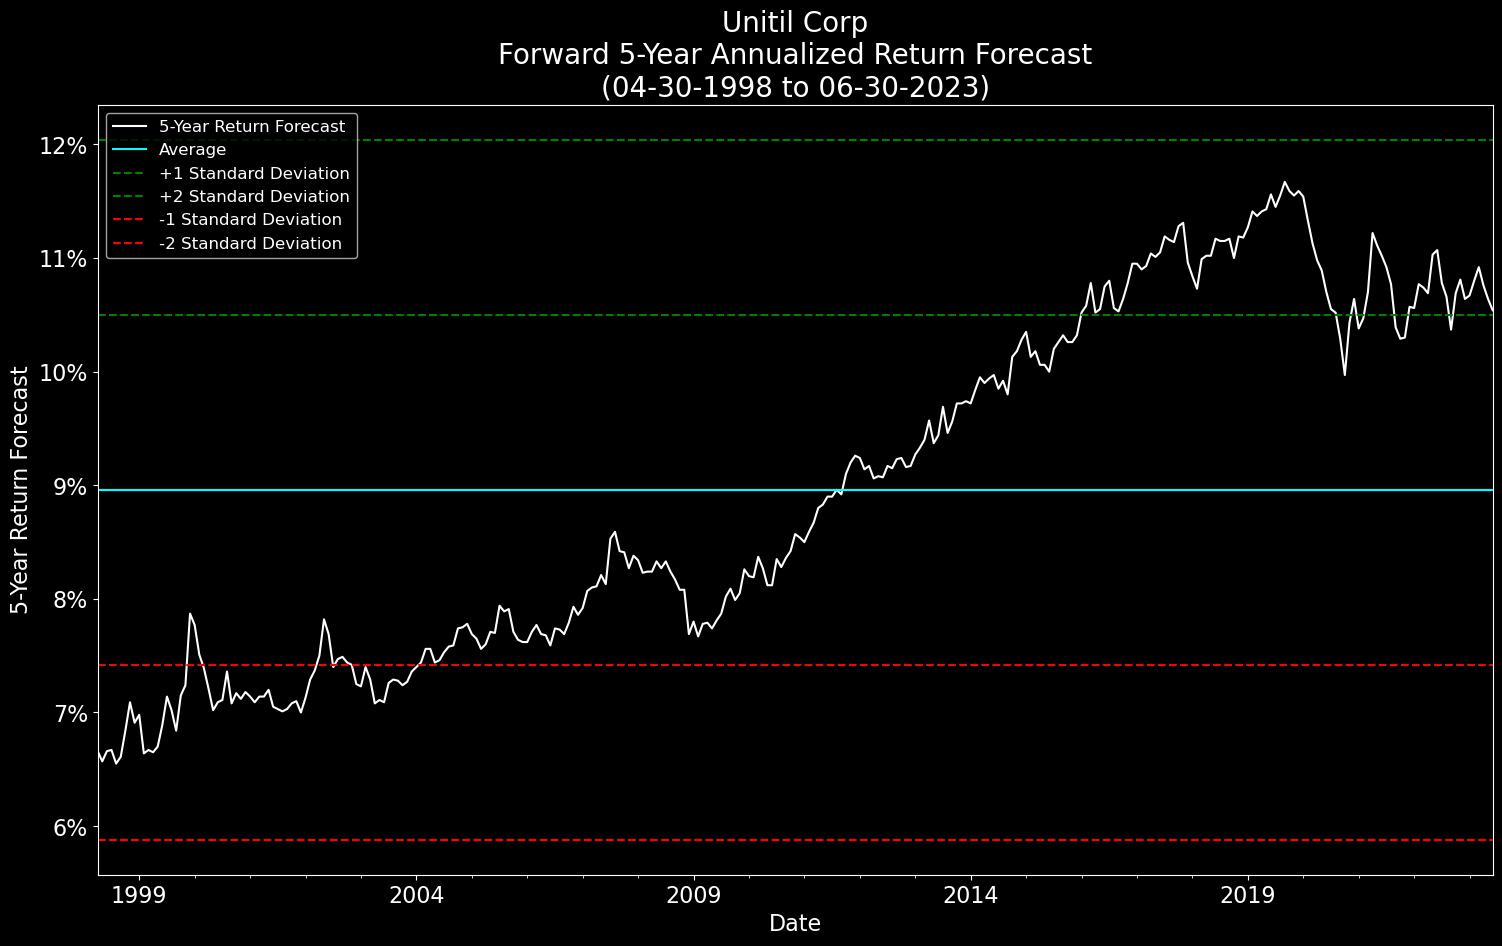 Unitil Corp
Forward 5-Year Annualized Return Forecast
(04-30-1998 to 06-30-2023)
5-Year Return Forecast
Average
+1 Standard Deviation
+2 Standard Deviation
-1 Standard Deviation
-2 Standard Deviation
12%
11%
10%
9%
8%
7%
6%
5-Year Return Forecast
1999
2004
2009
2014
2019
Date